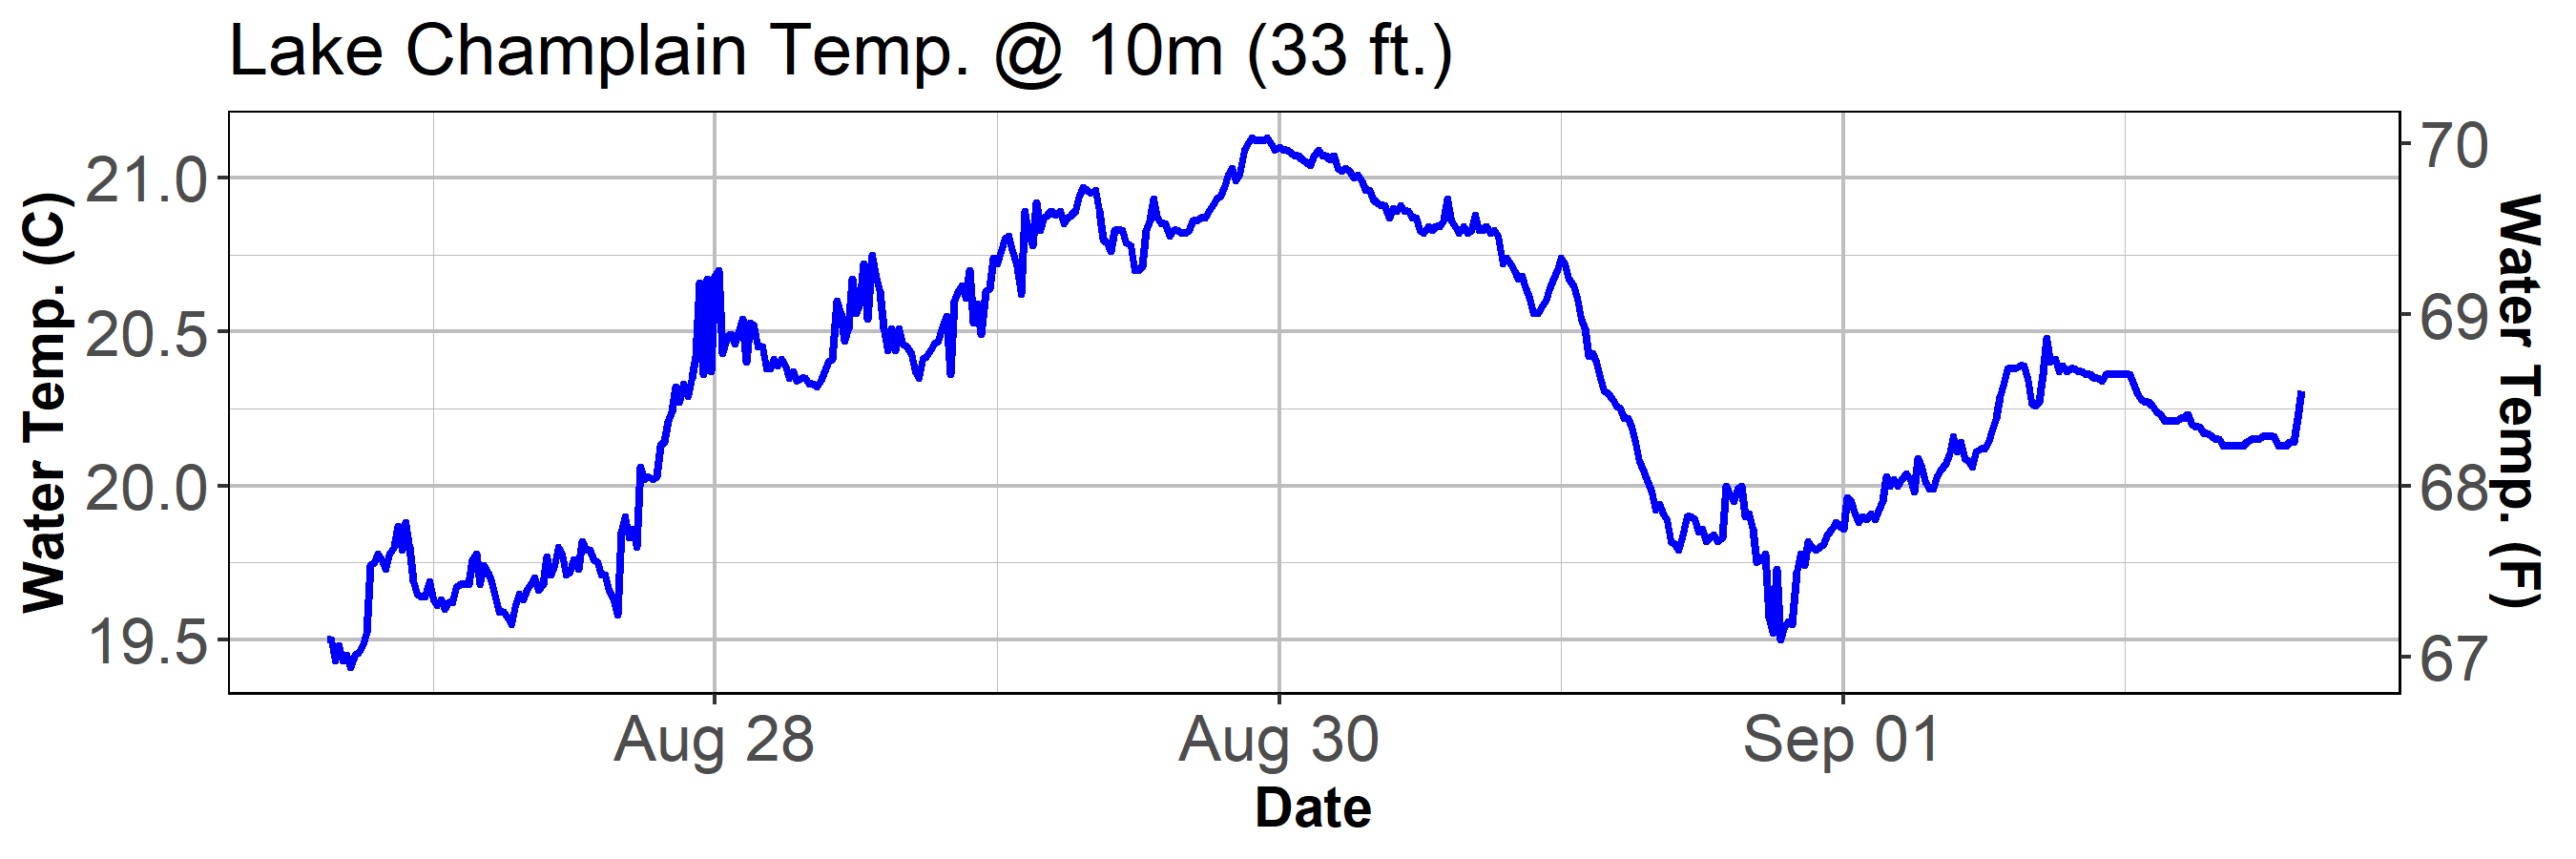 Lake Champlain Temp. @ 10m (33 ft.)
Water Temp. (C)
21.0
20.5
20.0
19.5
70
69
68
67
Water Temp. (F)
Aug 28
Aug 30
Sep 01
Date